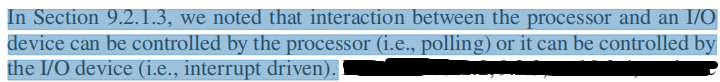 In Section 9.2.1.3, we noted that interaction between the processor and an I/O
device can be controlled by the processor (i.e., polling) or it can be controlled by
the I/O device (i.e., interrupt driven).